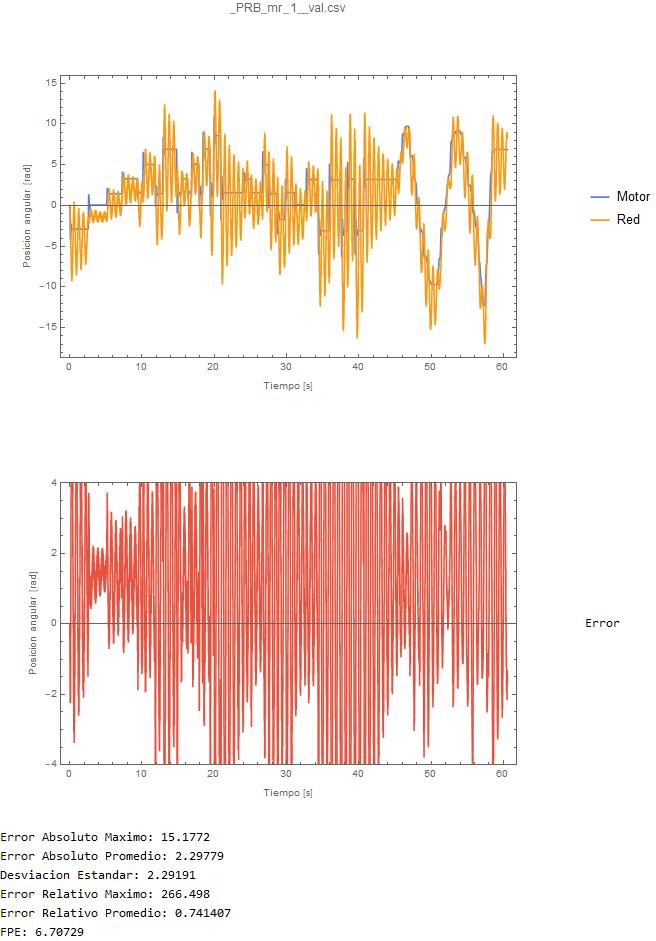 _PRB_mr_1__val.csv
15
10
5
0
-5
-10
-15
Posicion angular [rad]
0 10 20 30 40 50 60
Tiempo [s]
Motor
Red
4
2
0
-2
-4
Posicion angular [rad]
0 10 20 30 40 50 60
Tiempo [s]
Error
Error Absoluto Maximo: 15.1772
Error Absoluto Promedio: 2.29779
Desviacion Estandar: 2.29191
Error Relativo Maximo: 266.498
Error Relativo Promedio: 0.741407
FPE: 6.70729